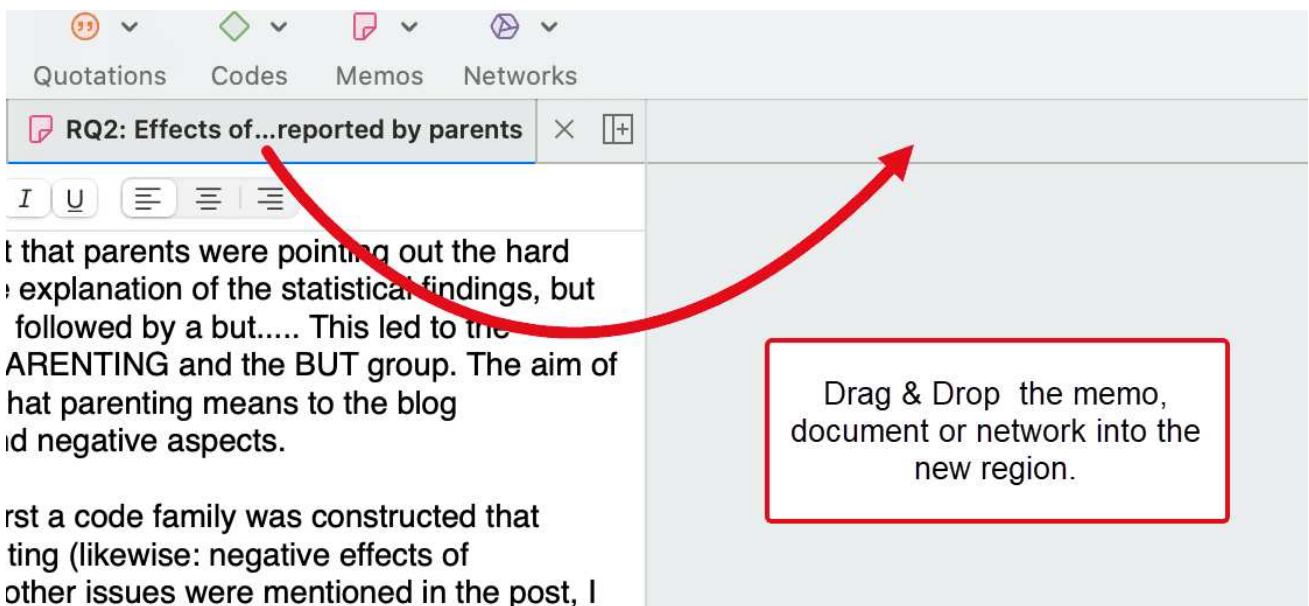 Quotations Codes Memos Networks
RQ2: Effects of...reported by parents
I U
t that parents were pointing out the hard
explanation of the statistical findings, but
followed by a but..... This led to the
ARENTING and the BUT group. The aim of
hat parenting means to the blog
d negative aspects.
rst a code family was constructed that
ting (likewise: negative effects of
other issues were mentioned in the post, I
Drag & Drop the memo,
document or network into the
new region.